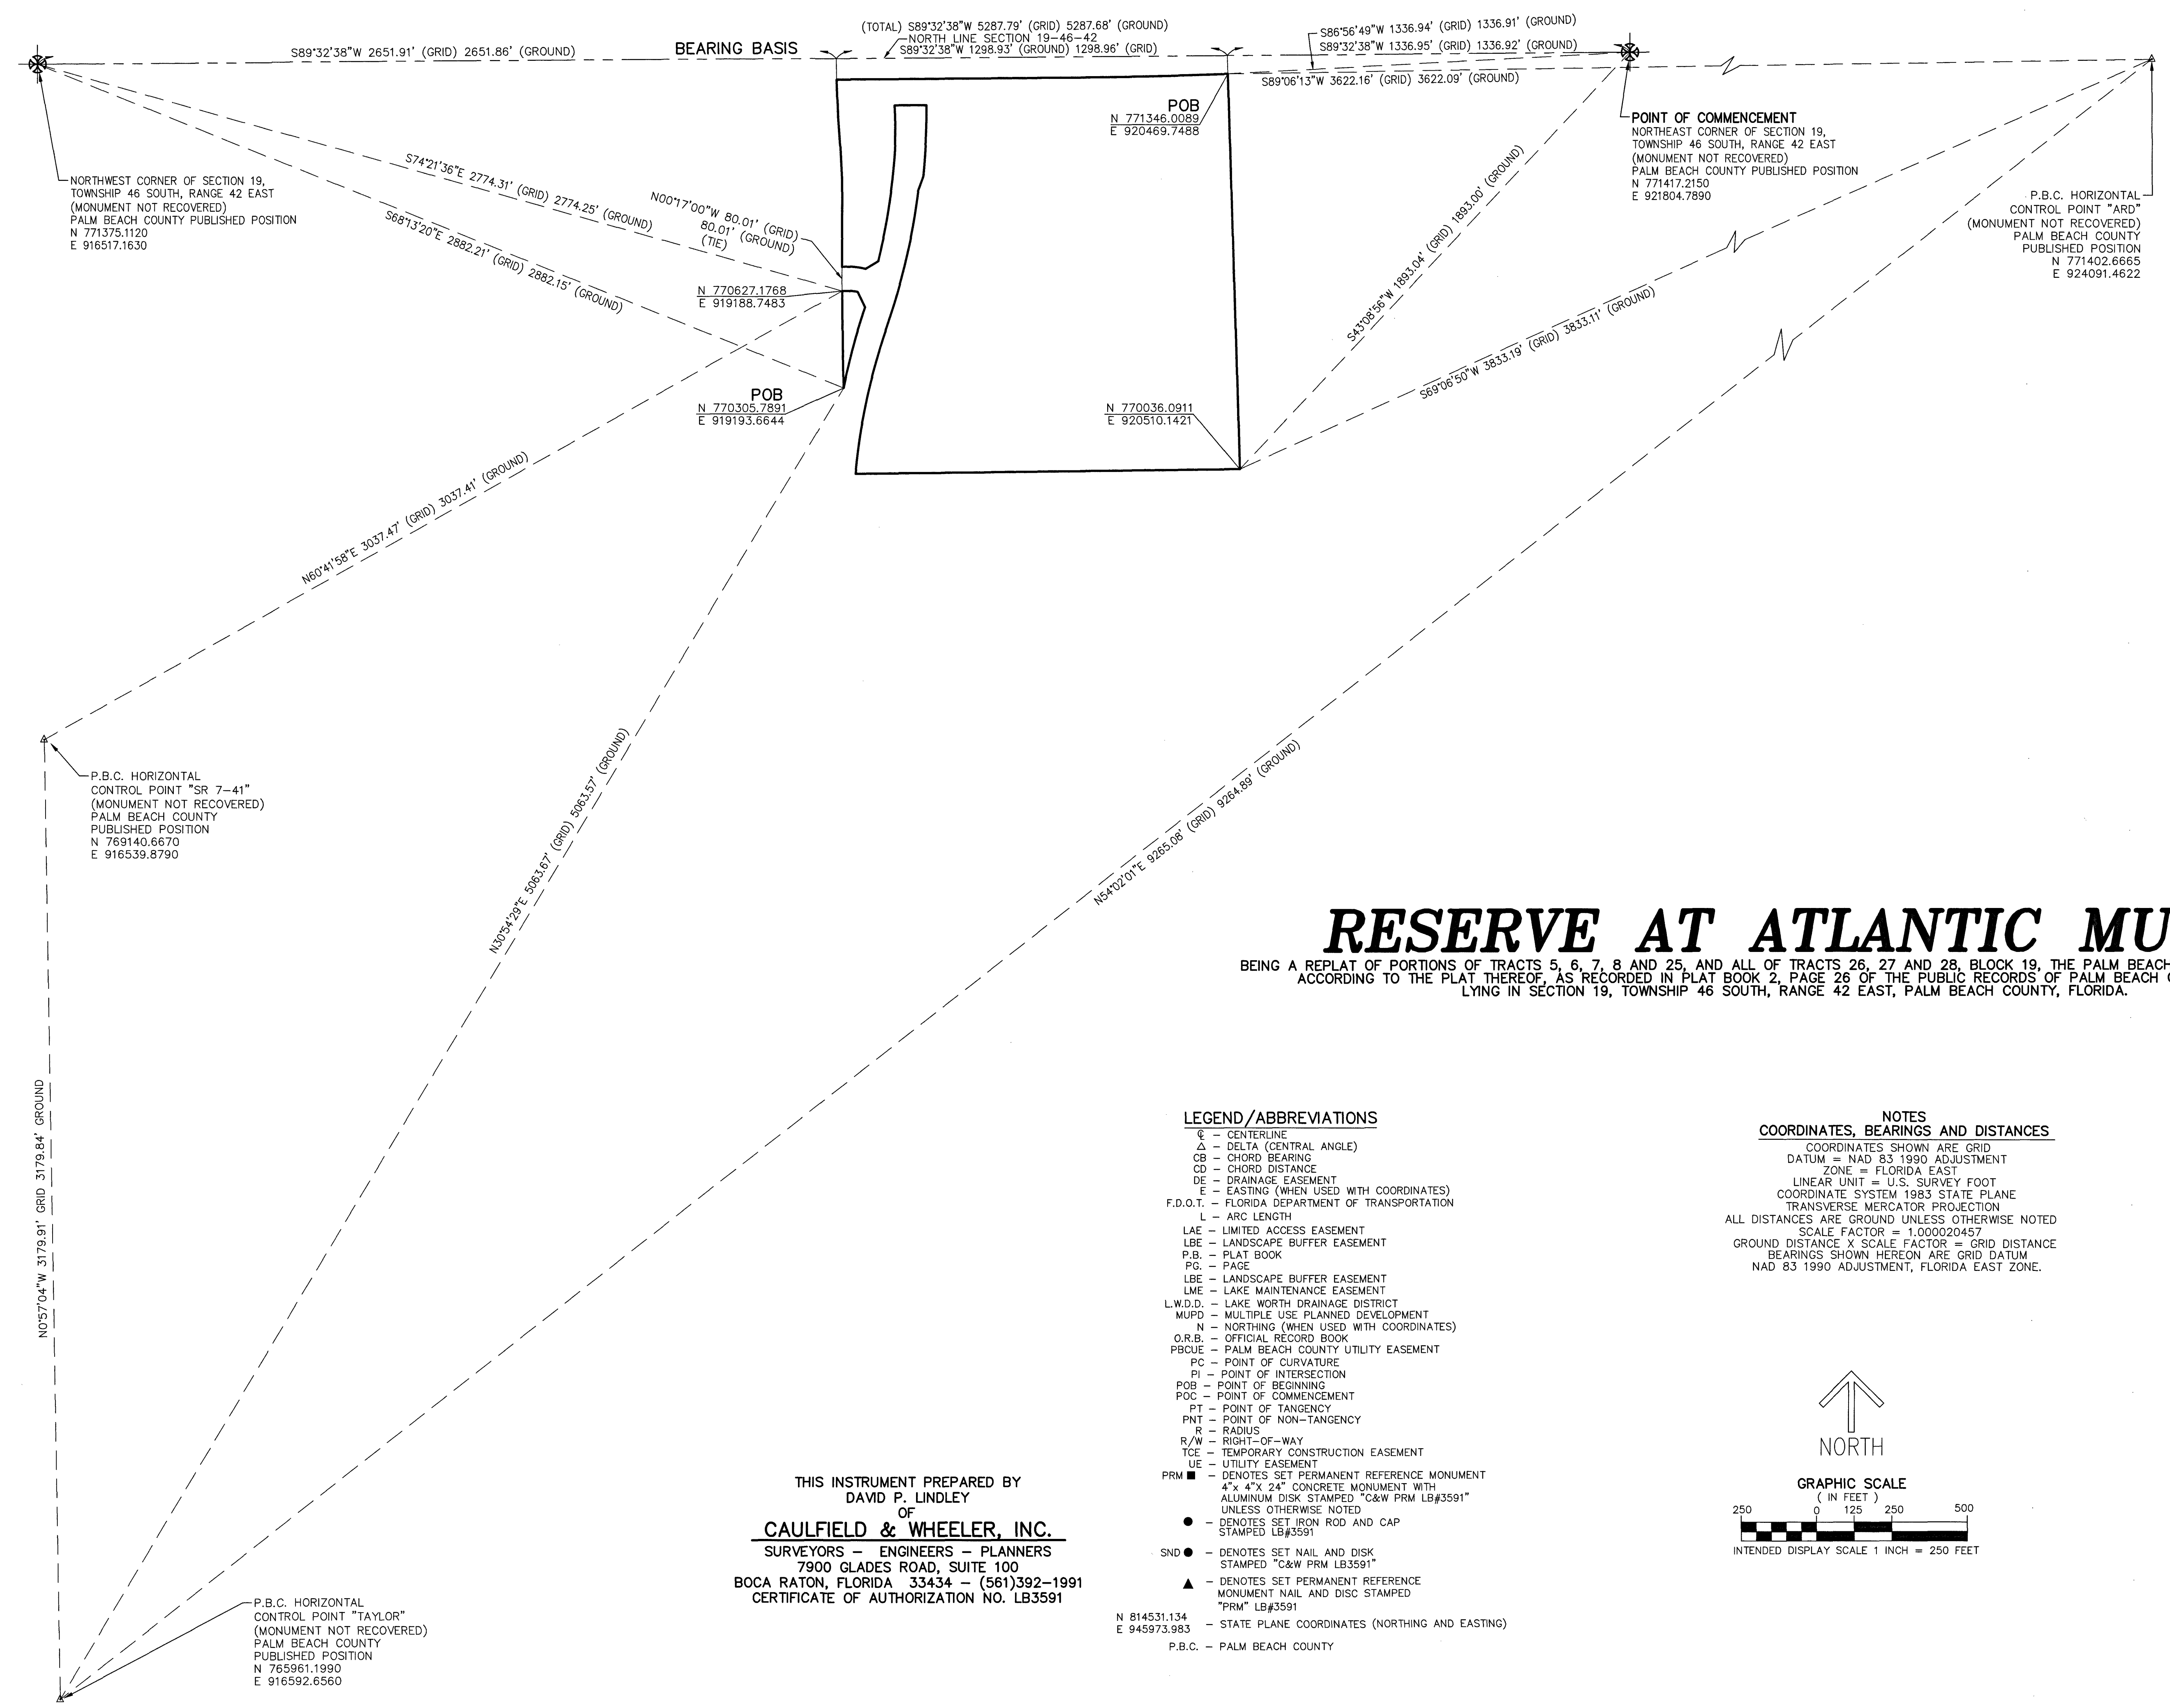 (TOTAL) S89°32'38"W 5287.79' (GRID) 5287.68' (GROUND)
NORTH LINE SECTION 19-46-42
S89°32'38"W 1298.93' (GROUND) 1298.96' (GRID)
S89°32'38"W 2651.91' (GRID) 2651.86' (GROUND)
BEARING BASIS
S86°56'49"W 1336.94' (GRID) 1336.91' (GROUND)
S89°32'38"W 1336.95' (GRID) 1336.92' (GROUND)
S89°06'13"W 3622.16' (GRID) 3622.09' (GROUND)
POB
N 771346.0089
E 920469.7488
POINT OF COMMENCEMENT
NORTHEAST CORNER OF SECTION 19,
TOWNSHIP 46 SOUTH, RANGE 42 EAST
(MONUMENT NOT RECOVERED)
PALM BEACH COUNTY PUBLISHED POSITION
N 771417.2150
E 921804.7890
P.B.C. HORIZONTAL
CONTROL POINT "ARD"
(MONUMENT NOT RECOVERED)
PALM BEACH COUNTY
PUBLISHED POSITION
N 771402.6665
E 924091.4622
NORTHWEST CORNER OF SECTION 19,
TOWNSHIP 46 SOUTH, RANGE 42 EAST
(MONUMENT NOT RECOVERED)
PALM BEACH COUNTY PUBLISHED POSITION
N 771375.1120
E 916517.1630
S74°21'36"E 2774.31' (GRID) 2774.25' (GROUND)
S68°13'20"E 2882.21' (GRID) 2882.15' (GROUND)
N00°17'00"W 80.01' (GRID)
80.01' (GROUND)
(TIE)
N 770627.1768
E 919188.7483
POB
N 770305.7891
E 919193.6644
N 770036.0911
E 920510.1421
S43°08'56"W 1893.04' (GRID) 1893.00' (GROUND)
S69°06'50"W 3833.19' (GRID) 3833.11' (GROUND)
N60°41'58"E 3037.47' (GRID) 3037.41' (GROUND)
N30°54'29"E 5063.67' (GRID) 5063.57' (GROUND)
N54°02'01"E 9265.08' (GRID) 9264.89' (GROUND)
P.B.C. HORIZONTAL
CONTROL POINT "SR 7-41"
(MONUMENT NOT RECOVERED)
PALM BEACH COUNTY
PUBLISHED POSITION
N 769140.6670
E 916539.8790
N0°57'04"W 3179.91' GRID 3179.84' GROUND
RESERVE AT ATLANTIC MU
BEING A REPLAT OF PORTIONS OF TRACTS 5, 6, 7, 8 AND 25, AND ALL OF TRACTS 26, 27 AND 28, BLOCK 19, THE PALM BEACH
ACCORDING TO THE PLAT THEREOF, AS RECORDED IN PLAT BOOK 2, PAGE 26 OF THE PUBLIC RECORDS OF PALM BEACH
LYING IN SECTION 19, TOWNSHIP 46 SOUTH, RANGE 42 EAST, PALM BEACH COUNTY, FLORIDA.
LEGEND/ABBREVIATIONS
℄ - CENTERLINE
Δ - DELTA (CENTRAL ANGLE)
CB - CHORD BEARING
CD - CHORD DISTANCE
DE - DRAINAGE EASEMENT
E - EASTING (WHEN USED WITH COORDINATES)
F.D.O.T. - FLORIDA DEPARTMENT OF TRANSPORTATION
L - ARC LENGTH
LAE - LIMITED ACCESS EASEMENT
LBE - LANDSCAPE BUFFER EASEMENT
P.B. - PLAT BOOK
PG. - PAGE
LBE - LANDSCAPE BUFFER EASEMENT
LME - LAKE MAINTENANCE EASEMENT
L.W.D.D. - LAKE WORTH DRAINAGE DISTRICT
MUPD - MULTIPLE USE PLANNED DEVELOPMENT
N - NORTHING (WHEN USED WITH COORDINATES)
O.R.B. - OFFICIAL RECORD BOOK
PBCUE - PALM BEACH COUNTY UTILITY EASEMENT
PC - POINT OF CURVATURE
PI - POINT OF INTERSECTION
POB - POINT OF BEGINNING
POC - POINT OF COMMENCEMENT
PT - POINT OF TANGENCY
PNT - POINT OF NON-TANGENCY
R - RADIUS
R/W - RIGHT-OF-WAY
TCE - TEMPORARY CONSTRUCTION EASEMENT
UE - UTILITY EASEMENT
PRM ■ - DENOTES SET PERMANENT REFERENCE MONUMENT
4"x 4"X 24" CONCRETE MONUMENT WITH
ALUMINUM DISK STAMPED "C&W PRM LB#3591"
UNLESS OTHERWISE NOTED
● - DENOTES SET IRON ROD AND CAP
STAMPED LB#3591
SND ● - DENOTES SET NAIL AND DISK
STAMPED "C&W PRM LB3591"
▲ - DENOTES SET PERMANENT REFERENCE
MONUMENT NAIL AND DISC STAMPED
"PRM" LB#3591
N 814531.134
E 945973.983 - STATE PLANE COORDINATES (NORTHING AND EASTING)
P.B.C. - PALM BEACH COUNTY
NOTES
COORDINATES, BEARINGS AND DISTANCES
COORDINATES SHOWN ARE GRID
DATUM = NAD 83 1990 ADJUSTMENT
ZONE = FLORIDA EAST
LINEAR UNIT = U.S. SURVEY FOOT
COORDINATE SYSTEM 1983 STATE PLANE
TRANSVERSE MERCATOR PROJECTION
ALL DISTANCES ARE GROUND UNLESS OTHERWISE NOTED
SCALE FACTOR = 1.000020457
GROUND DISTANCE X SCALE FACTOR = GRID DISTANCE
BEARINGS SHOWN HEREON ARE GRID DATUM
NAD 83 1990 ADJUSTMENT, FLORIDA EAST ZONE.
NORTH
GRAPHIC SCALE
( IN FEET )
250 0 125 250 500
INTENDED DISPLAY SCALE 1 INCH = 250 FEET
THIS INSTRUMENT PREPARED BY
DAVID P. LINDLEY
OF
CAULFIELD & WHEELER, INC.
SURVEYORS - ENGINEERS - PLANNERS
7900 GLADES ROAD, SUITE 100
BOCA RATON, FLORIDA 33434 - (561)392-1991
CERTIFICATE OF AUTHORIZATION NO. LB3591
P.B.C. HORIZONTAL
CONTROL POINT "TAYLOR"
(MONUMENT NOT RECOVERED)
PALM BEACH COUNTY
PUBLISHED POSITION
N 765961.1990
E 916592.6560